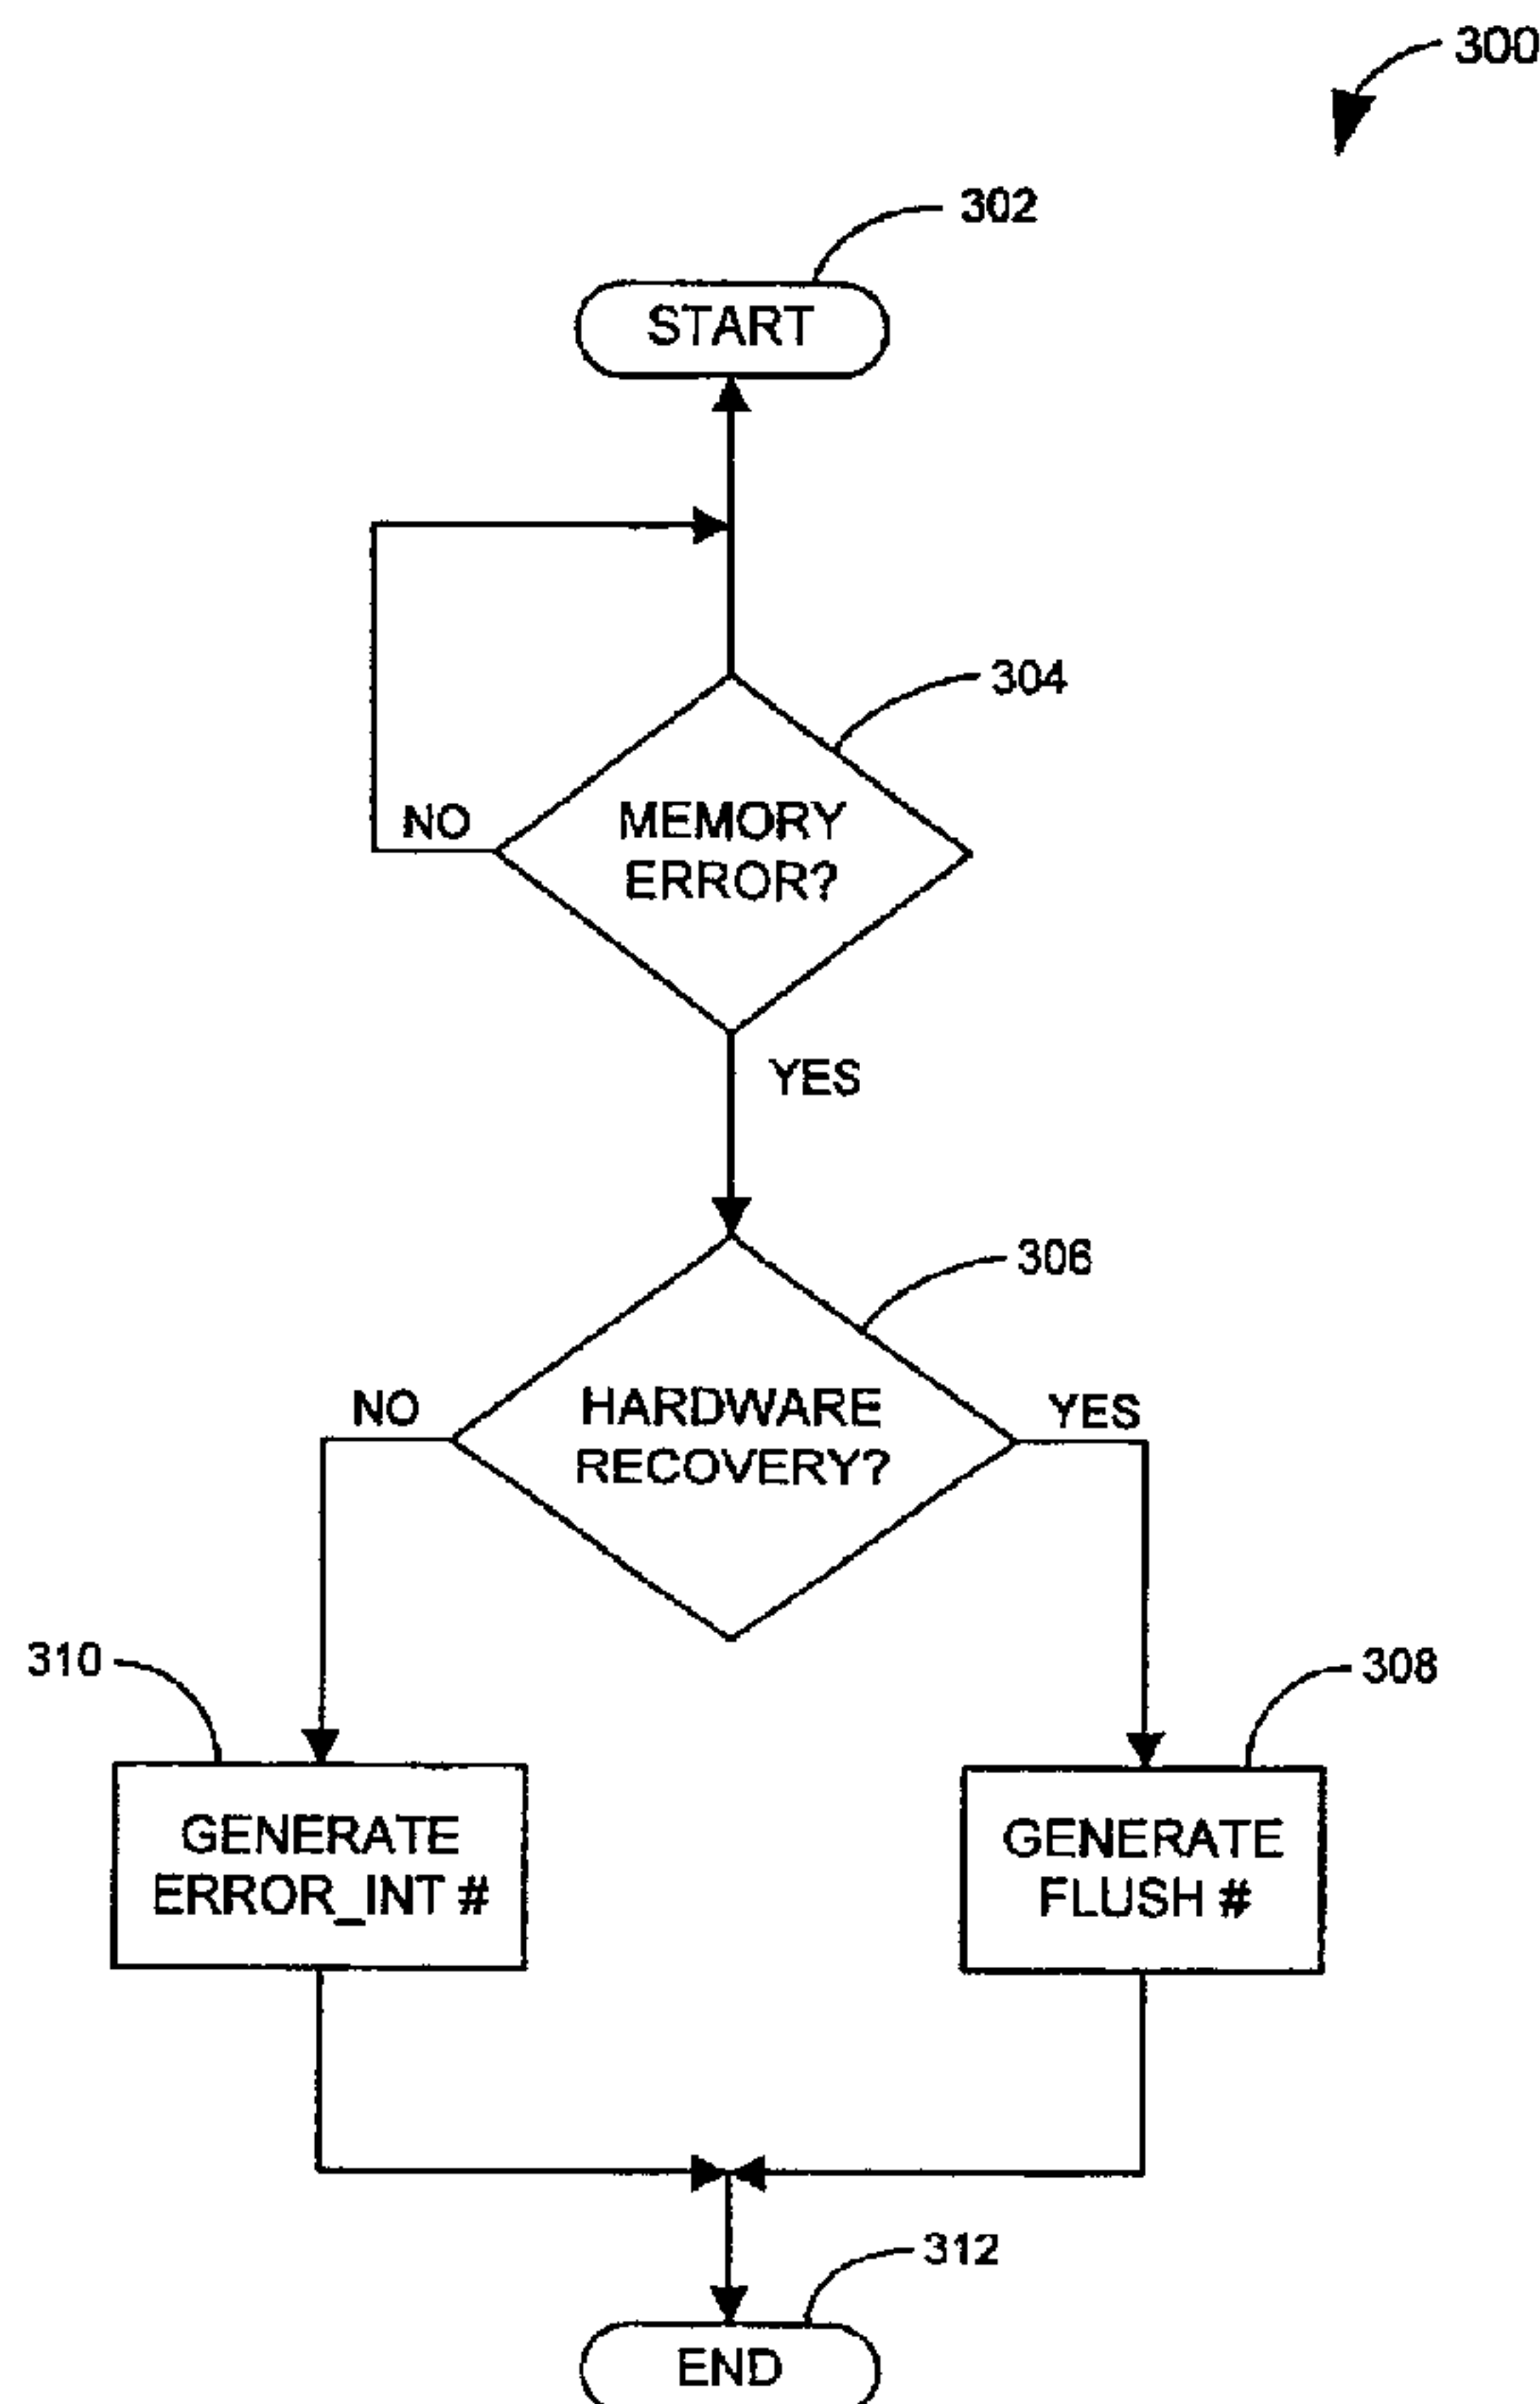 300
302
START
304
MEMORY
ERROR?
NO
YES
306
HARDWARE
RECOVERY?
NO
YES
310
308
GENERATE
ERROR_INT #
GENERATE
FLUSH #
312
END